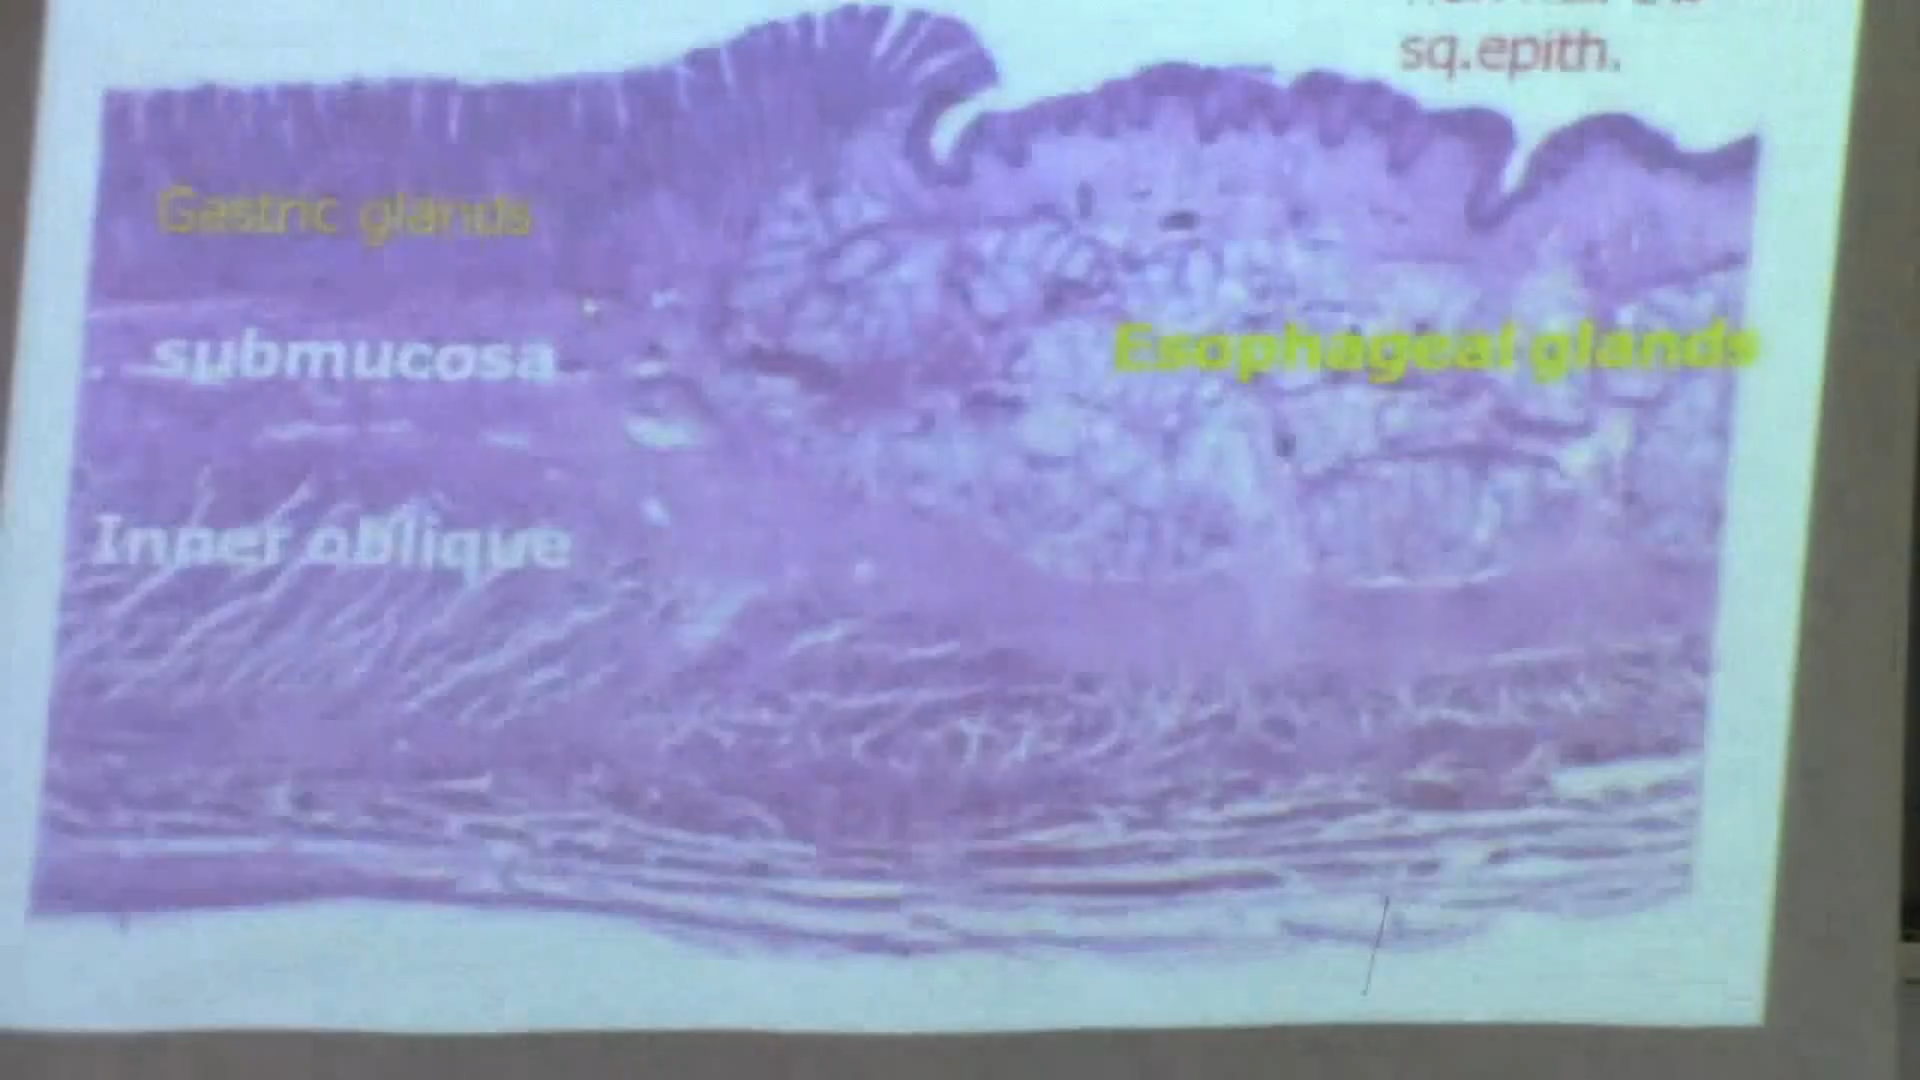 sq.epith.
Gastric glands
submucosa
Esophageal glands
Inner oblique